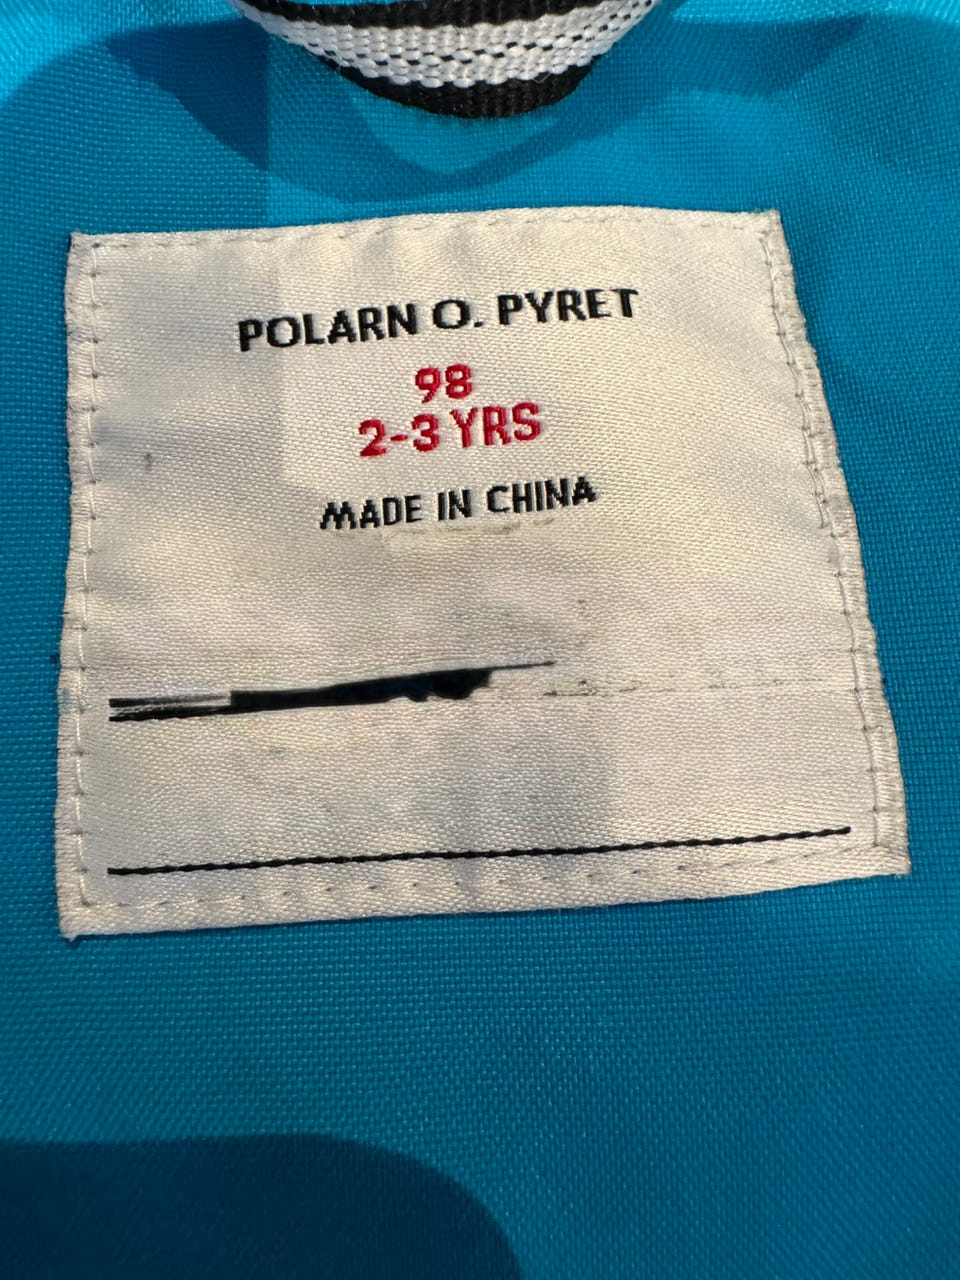 POLARN O. PYRET
98
2-3 YRS
MADE IN CHINA